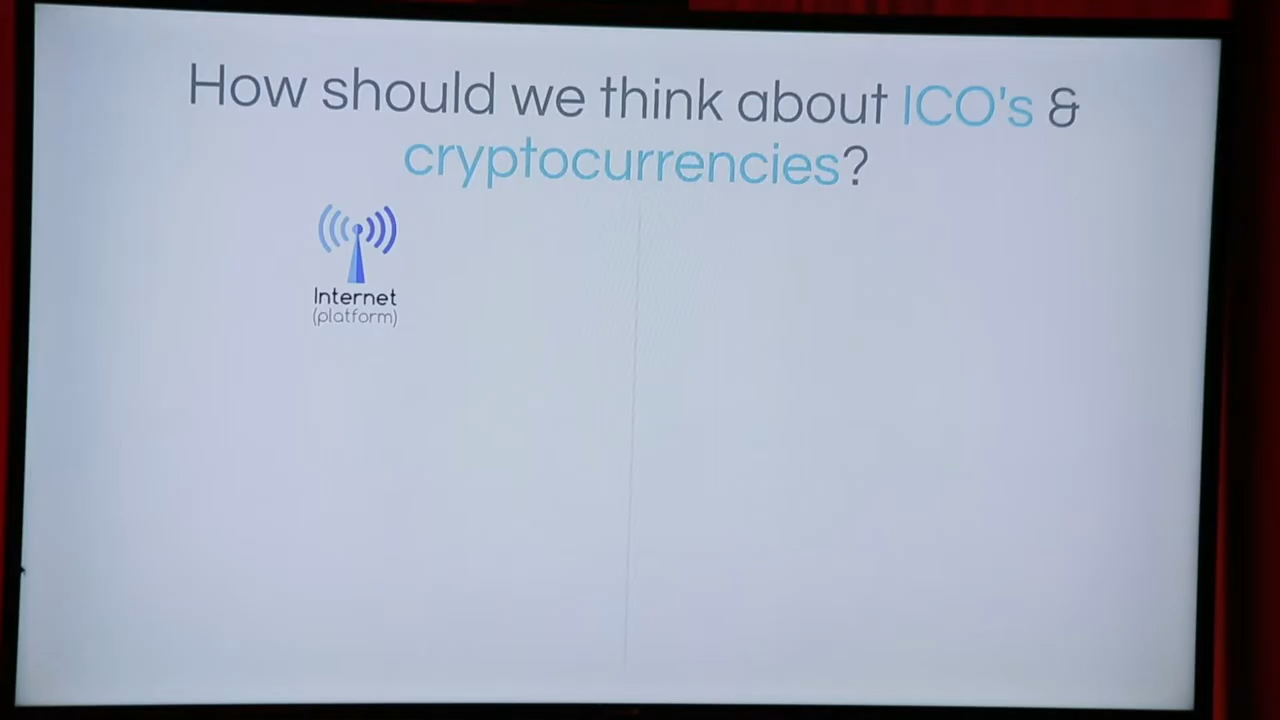 How should we think about ICO's &
cryptocurrencies?
Internet
(platform)